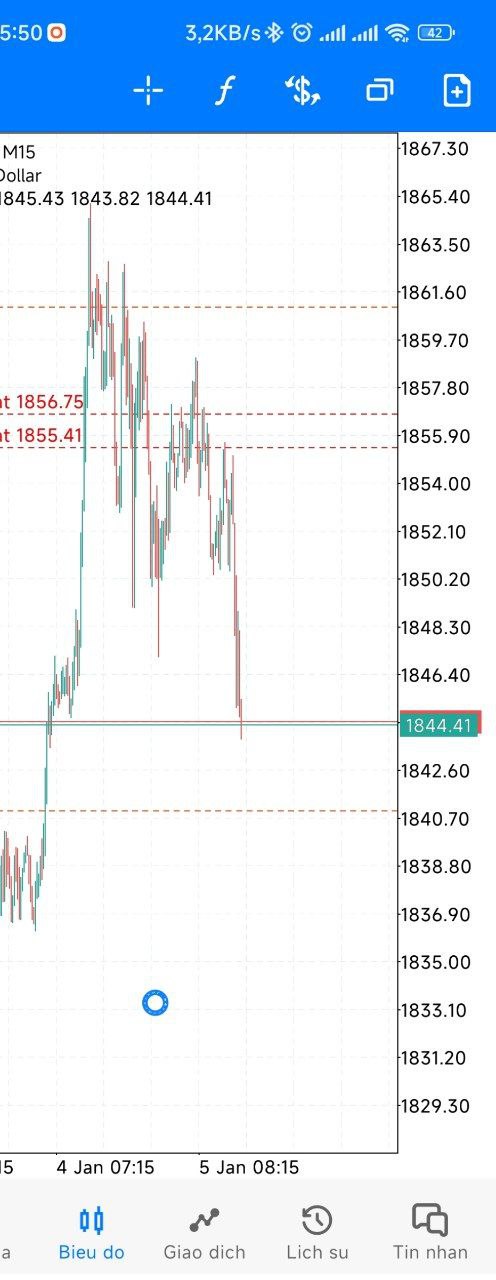 5:50 3,2KB/s 42
M15
Dollar
1845.43 1843.82 1844.41
1867.30
1865.40
1863.50
1861.60
1859.70
1857.80
at 1856.75
1855.90
at 1855.41
1854.00
1852.10
1850.20
1848.30
1846.40
1844.41
1842.60
1840.70
1838.80
1836.90
1835.00
1833.10
1831.20
1829.30
15 4 Jan 07:15 5 Jan 08:15
a Bieu do Giao dich Lich su Tin nhan